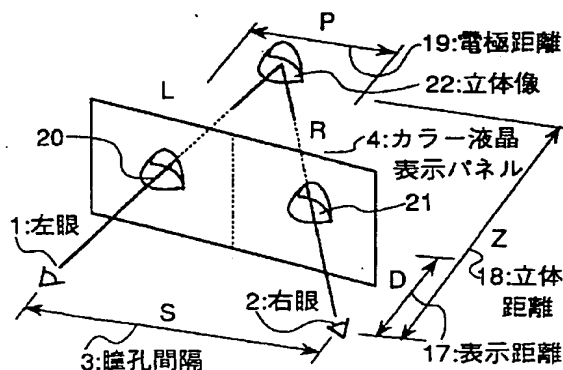 P
19:電極距離
22:立体像
L
R
20
4:カラー液晶
表示パネル
21
1:左眼
Z
D
18:立体
距離
S
2:右眼
3:瞳孔間隔
17:表示距離